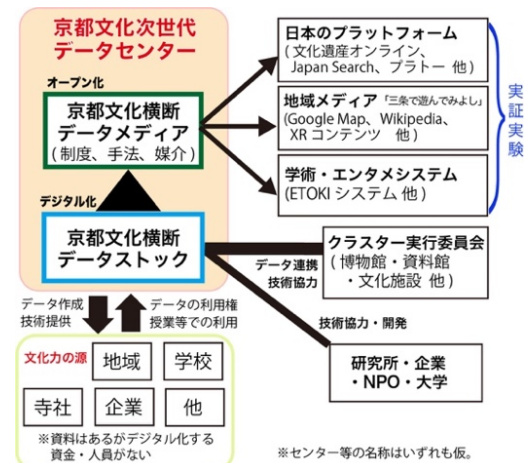 京都文化次世代
データセンター
オープン化
京都文化横断
データメディア
(制度、手法、媒介)
デジタル化
京都文化横断
データストック
データ作成
技術提供
データの利用権
授業等での利用
文化力の源
地域
学校
寺社
企業
他
※資料はあるがデジタル化する
資金・人員がない
日本のプラットフォーム
(文化遺産オンライン、
Japan Search、プラトー 他)
地域メディア「三条で遊んでみよし」
(Google Map、Wikipedia、
XR コンテンツ 他)
学術・エンタメシステム
(ETOKI システム 他)
実証実験
クラスター実行委員会
(博物館・資料館
・文化施設 他)
データ連携
技術協力
技術協力・開発
研究所・企業
・NPO・大学
※センター等の名称はいずれも仮。